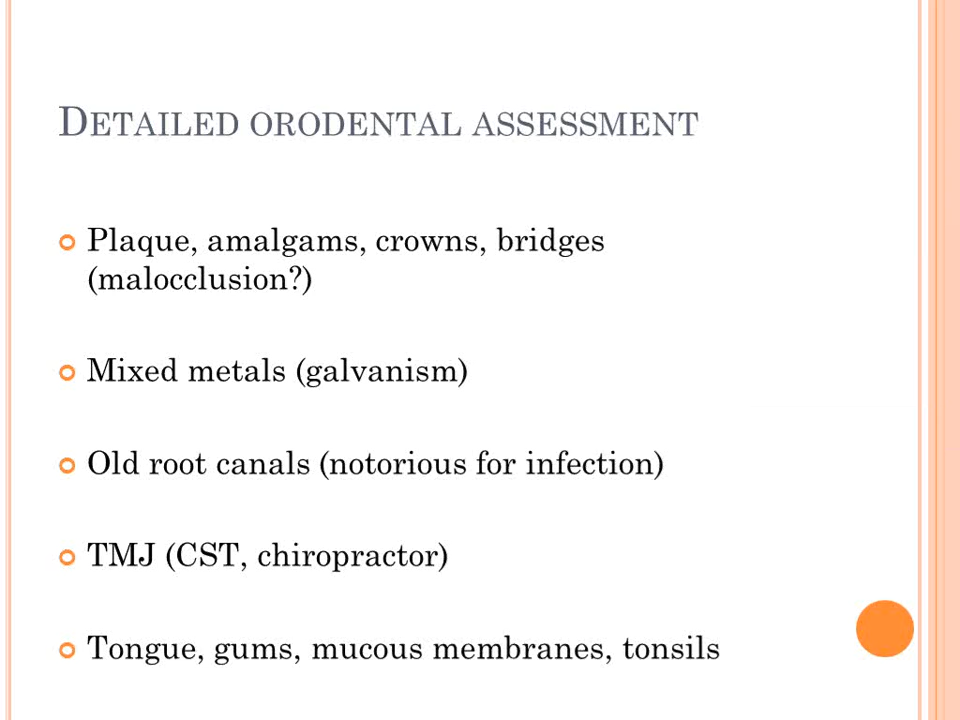 DETAILED ORODENTAL ASSESSMENT
Plaque, amalgams, crowns, bridges
(malocclusion?)
Mixed metals (galvanism)
Old root canals (notorious for infection)
TMJ (CST, chiropractor)
Tongue, gums, mucous membranes, tonsils